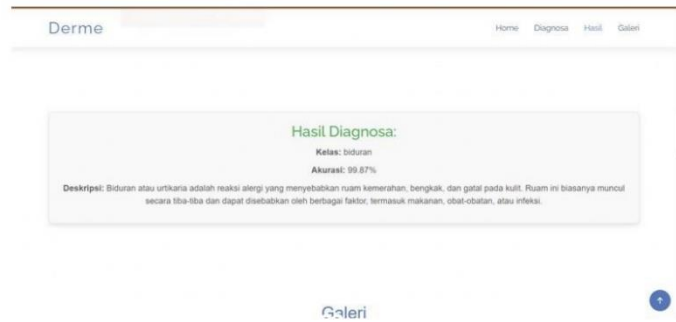 Derme
Home Diagnosa Hasil Galeri
Hasil Diagnosa:
Kelas: biduran
Akurasi: 99.87%
Deskripsi: Biduran atau urtikaria adalah reaksi alergi yang menyebabkan ruam kemerahan, bengkak, dan gatal pada kulit. Ruam ini biasanya muncul
secara tiba-tiba dan dapat disebabkan oleh berbagai faktor, termasuk makanan, obat-obatan, atau infeksi.
Galeri